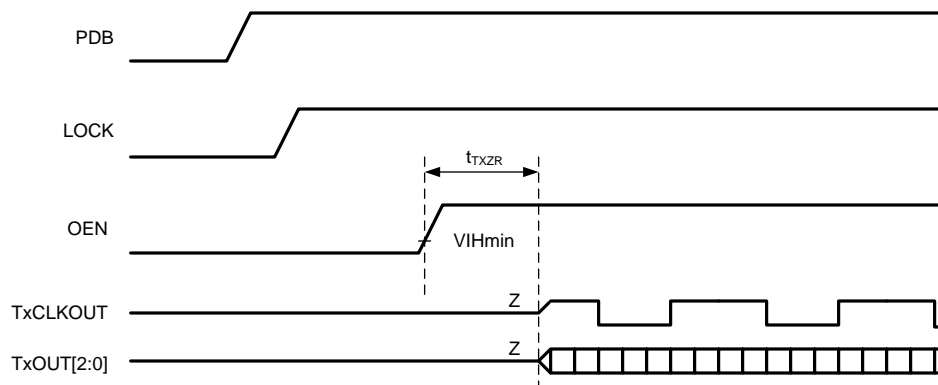 PDB
LOCK
tTXZR
OEN
VIHmin
Z
TxCLKOUT
Z
TxOUT[2:0]